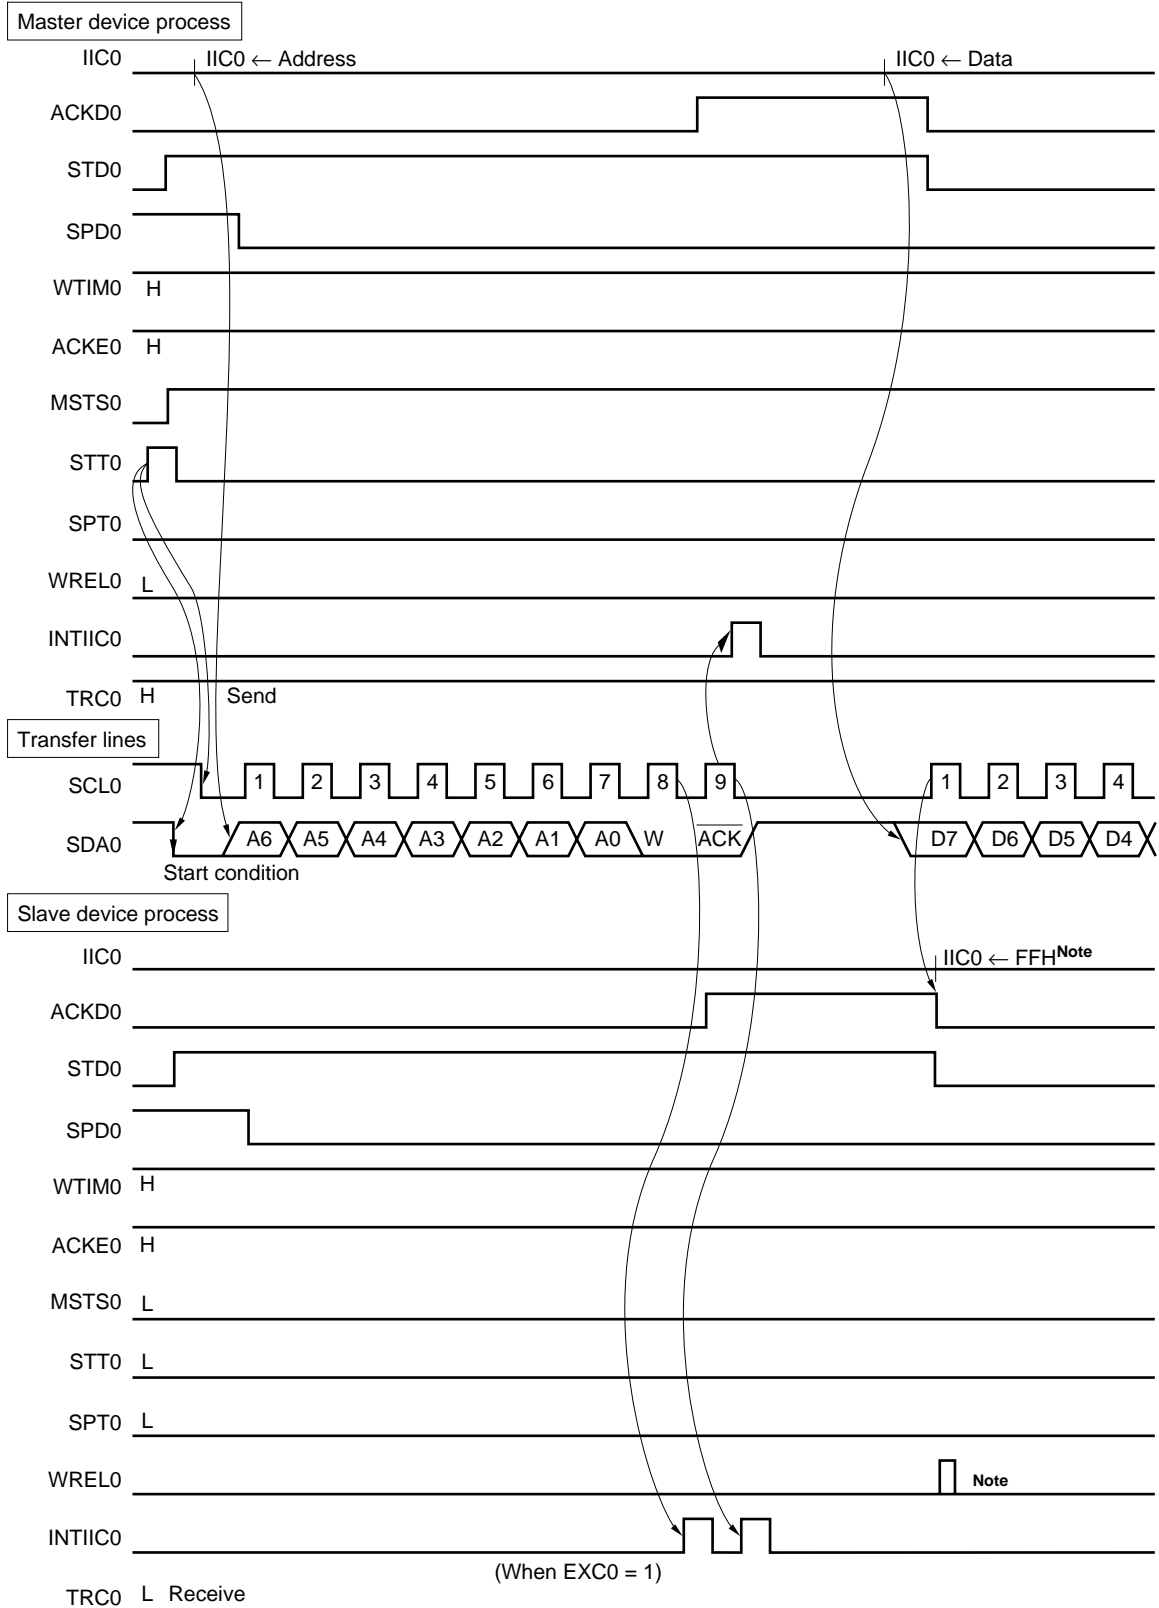 Master device process
IIC0 IIC0 ← Address IIC0 ← Data
ACKD0
STD0
SPD0
WTIM0 H
ACKE0 H
MSTS0
STT0
SPT0
WREL0 L
INTIIC0
TRC0 H Send
Transfer lines
SCL0 1 2 3 4 5 6 7 8 9 1 2 3 4
SDA0 A6 A5 A4 A3 A2 A1 A0 W ACK D7 D6 D5 D4
Start condition
Slave device process
IIC0 IIC0 ← FFH Note
ACKD0
STD0
SPD0
WTIM0 H
ACKE0 H
MSTS0 L
STT0 L
SPT0 L
WREL0 Note
INTIIC0
(When EXC0 = 1)
TRC0 L Receive